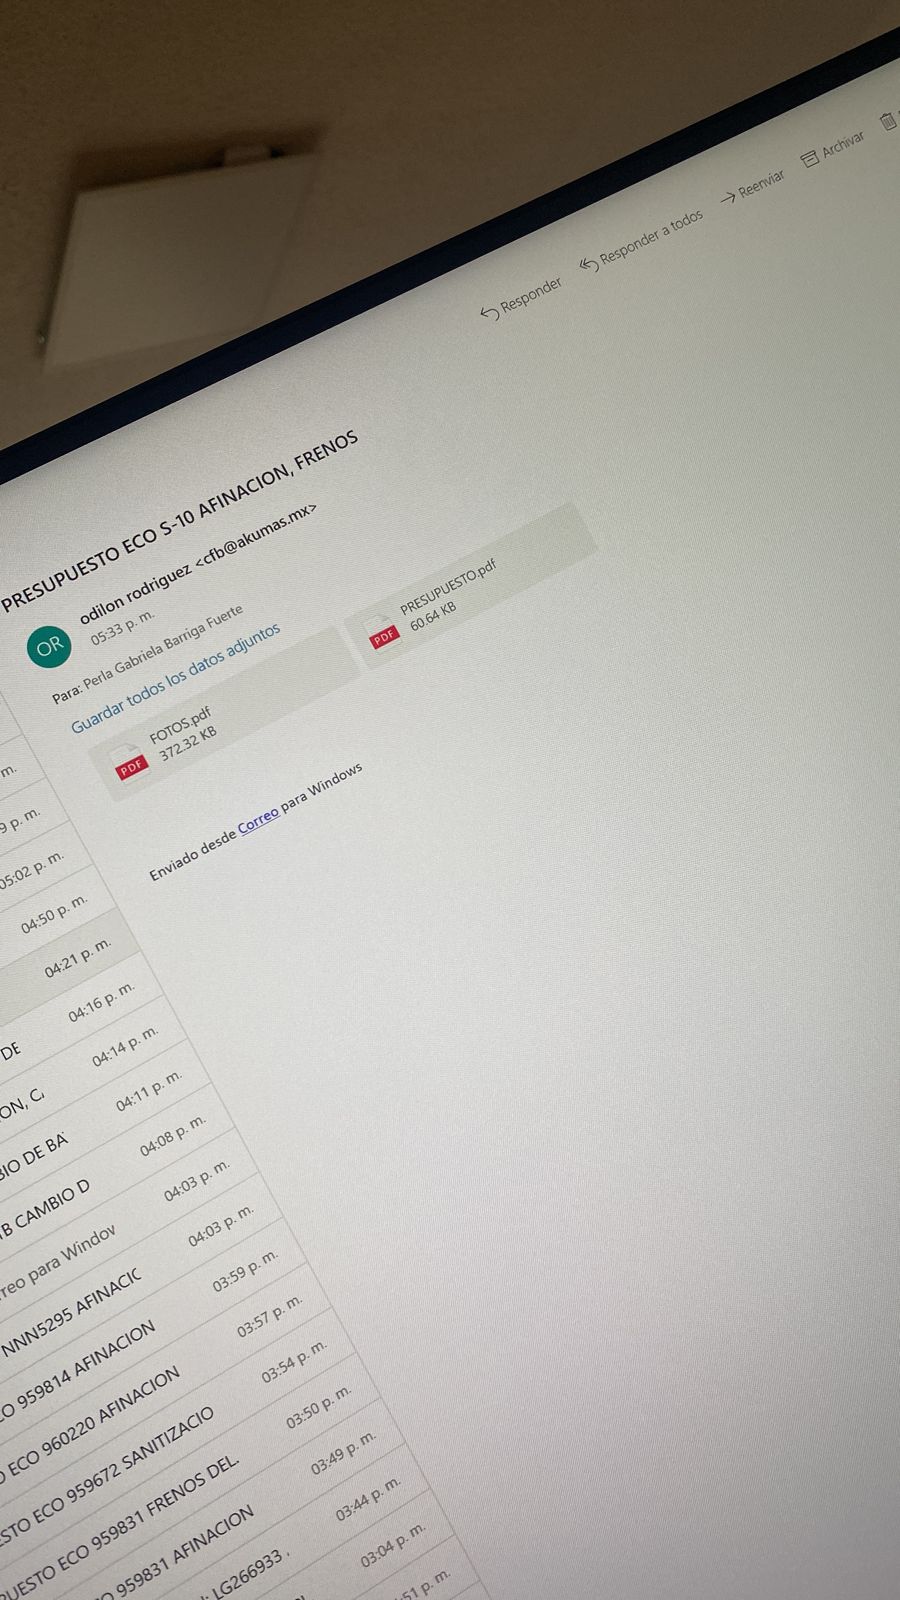 Responder
Responder a todos
Reenviar
Archivar
PRESUPUESTO ECO S-10 AFINACION, FRENOS
OR
odilon rodriguez <cfb@akumas.mx>
05:33 p. m.
Para: Perla Gabriela Barriga Fuerte
Guardar todos los datos adjuntos
PDF
FOTOS.pdf
372.32 KB
PDF
PRESUPUESTO.pdf
60.64 KB
Enviado desde Correo para Windows
m.
9 p. m.
05:02 p. m.
04:50 p. m.
04:21 p. m.
04:16 p. m.
DE
04:14 p. m.
ON, C
04:11 p. m.
BIO DE BA
04:08 p. m.
B CAMBIO D
04:03 p. m.
reo para Window
04:03 p. m.
NNN5295 AFINACIC
03:59 p. m.
O 959814 AFINACION
03:57 p. m.
O ECO 960220 AFINACION
03:54 p. m.
STO ECO 959672 SANITIZACIO
03:50 p. m.
PUESTO ECO 959831 FRENOS DEL.
03:49 p. m.
O 959831 AFINACION
03:44 p. m.
: LG266933 .
03:04 p. m.
:51 p. m.